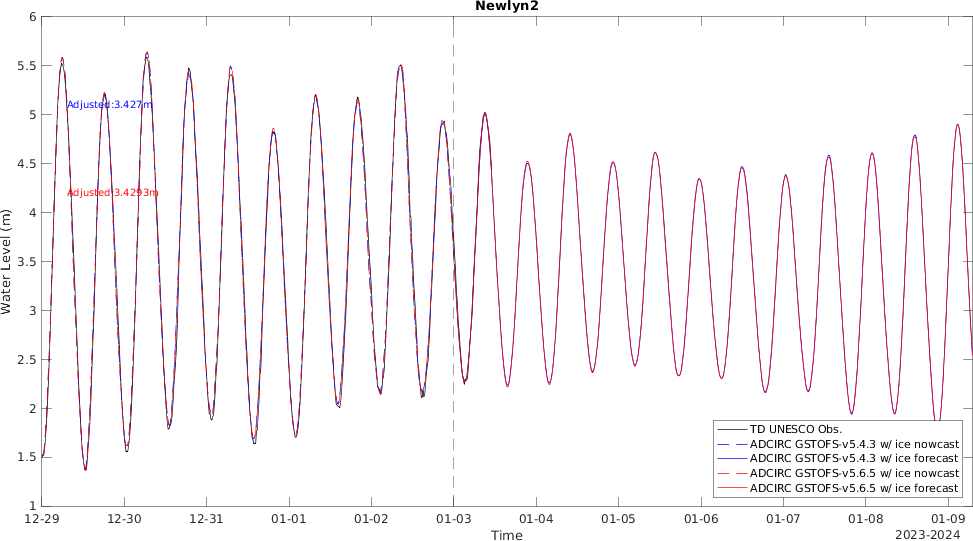 Newlyn2
6
5.5
5
4.5
4
3.5
3
2.5
2
1.5
1
Water Level (m)
Adjusted:3.427m
Adjusted:3.4293m
TD UNESCO Obs.
ADCIRC GSTOFS-v5.4.3 w/ ice nowcast
ADCIRC GSTOFS-v5.4.3 w/ ice forecast
ADCIRC GSTOFS-v5.6.5 w/ ice nowcast
ADCIRC GSTOFS-v5.6.5 w/ ice forecast
12-29 12-30 12-31 01-01 01-02 01-03 01-04 01-05 01-06 01-07 01-08 01-09
Time
2023-2024